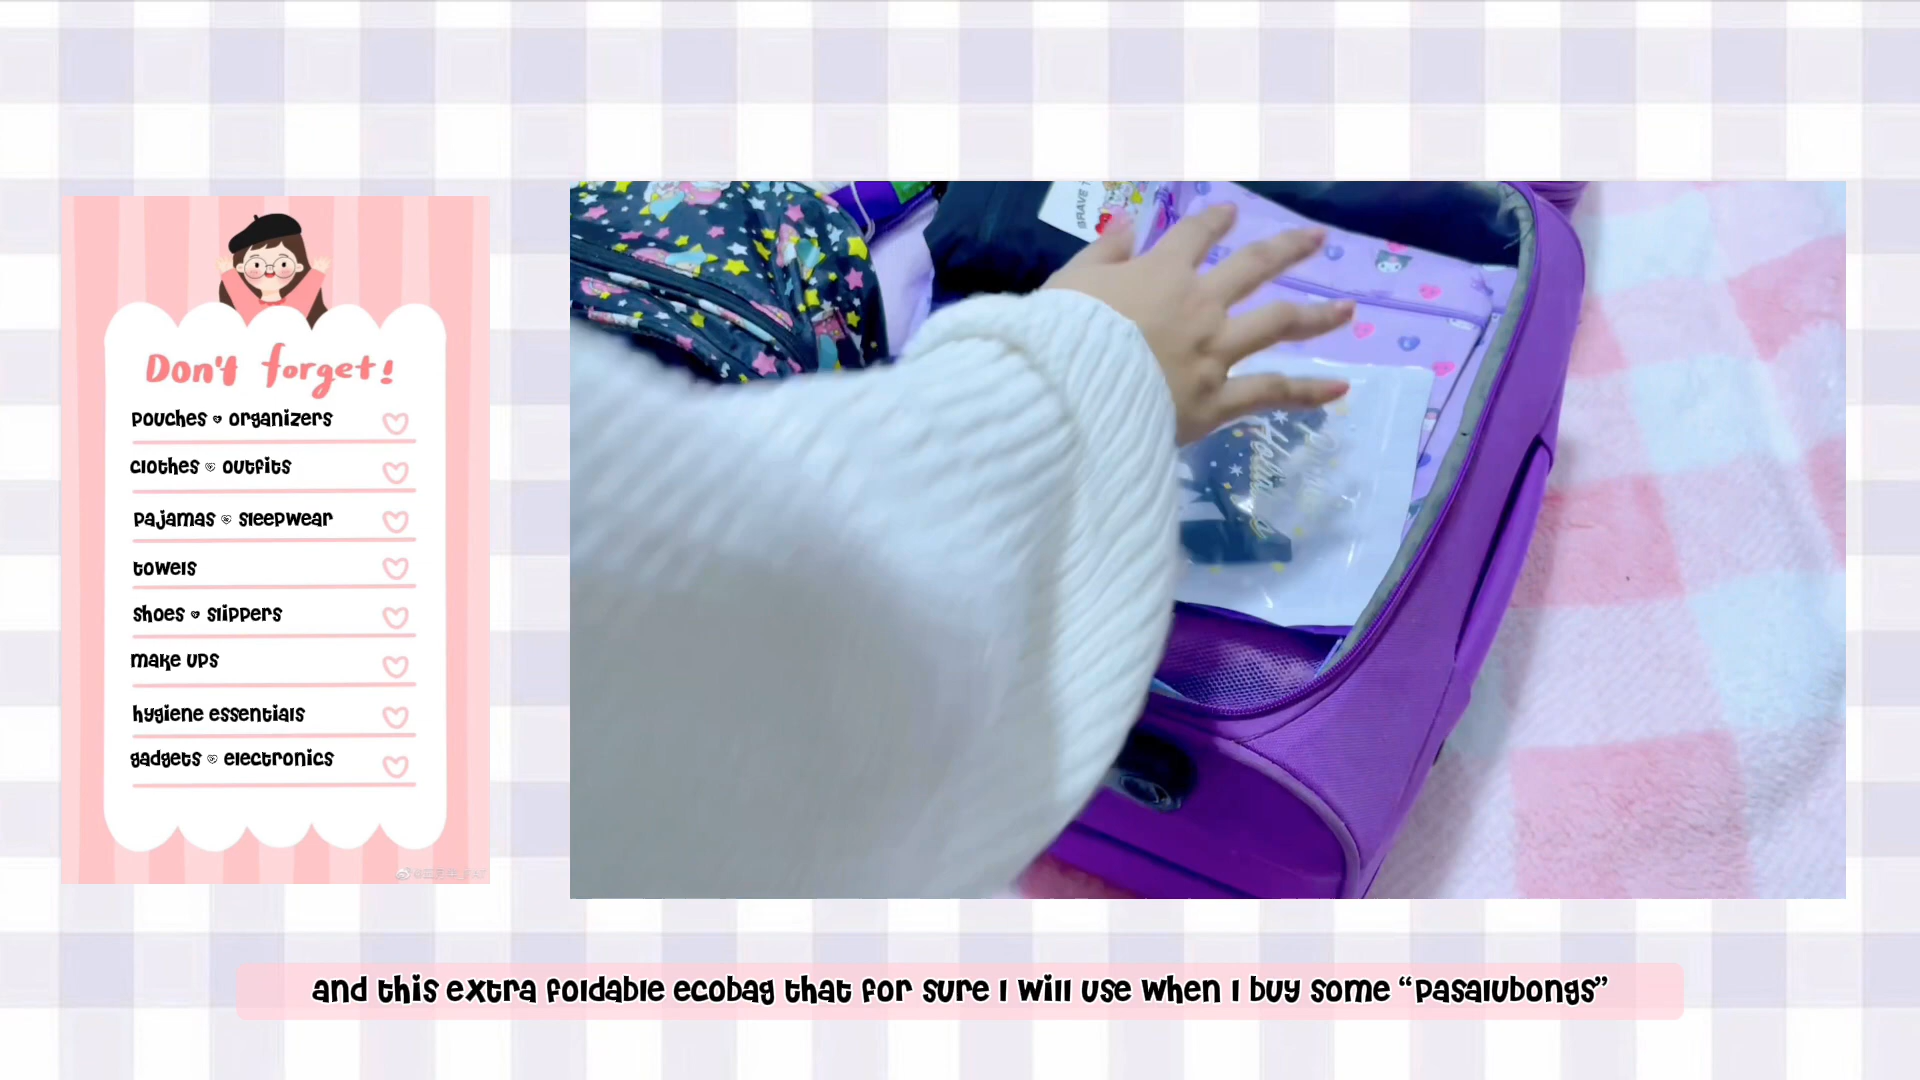 Don't forget!
Pouches & organizers
clothes & outfits
Pajamas & sleepwear
towels
shoes & slippers
make ups
hygiene essentials
gadgets & electronics
and this extra foldable ecobag that for sure I will use when I buy some “Pasalubongs”